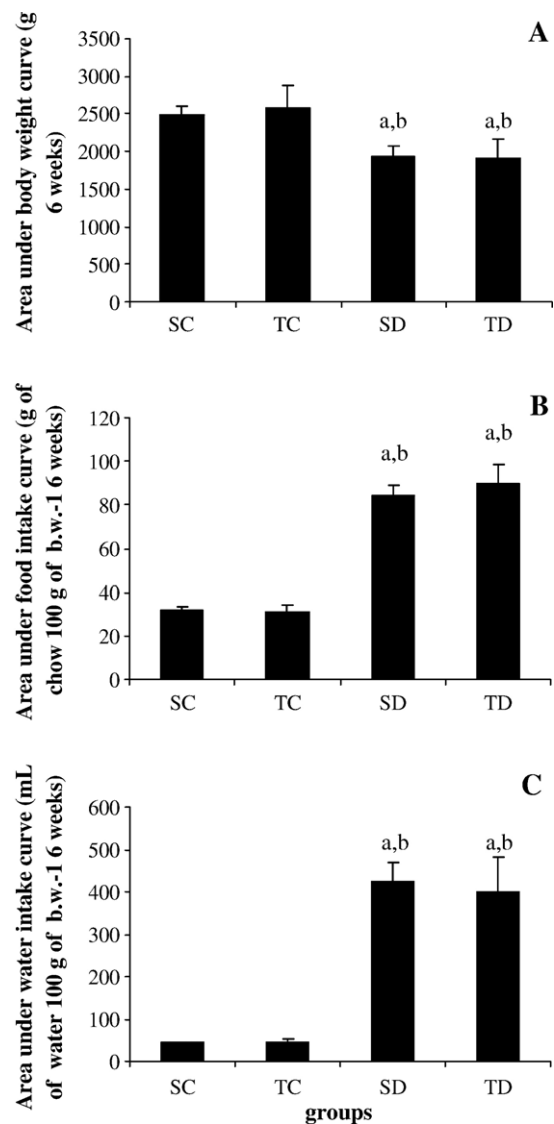 A
Area under body weight curve (g
6 weeks)
3500
3000
2500
2000
1500
1000
500
0
a,b
a,b
SC
TC
SD
TD
B
Area under food intake curve (g of
chow 100 g of b.w.-1 6 weeks)
120
100
80
60
40
20
0
a,b
a,b
SC
TC
SD
TD
C
Area under water intake curve (mL
of water 100 g of b.w.-1 6 weeks)
600
500
400
300
200
100
0
a,b
a,b
SC
TC
SD
TD
groups